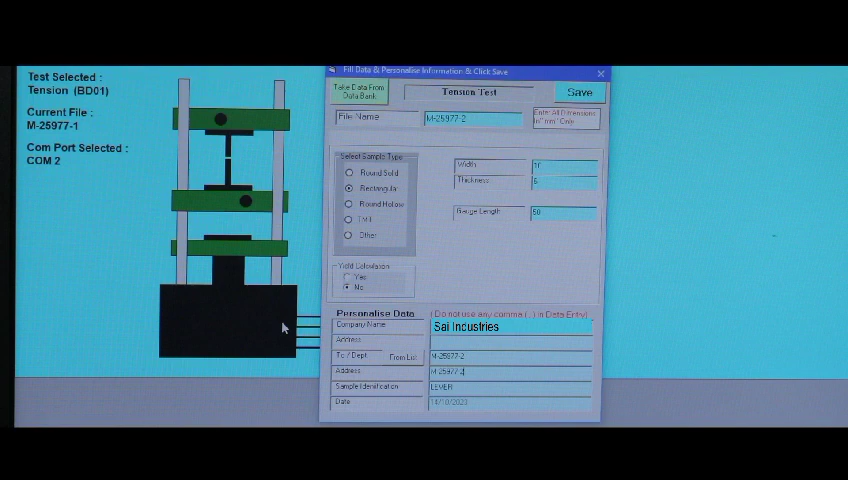 Test Selected :
Tension (BD01)
Current File :
M-25977-1
Com Port Selected :
COM 2
Fill Data & Personalise Information & Click Save
Take Data From
Data Bank
Tension Test
Save
File Name
M-25977-2
Enter All Dimensions
In "mm" Only
Select Sample Type
Round Solid
Rectangular
Round Hollow
TMT
Other
Width
Thickness
Gauge Length
50
Yield Calculation
Yes
No
Personalise Data
( Do not use any comma ( , ) in Data Entry)
Company Name
Sai Industries
Address
To / Dept
From List
M-25977-2
Address
M-25977-2
Sample Identification
LEVER
Date